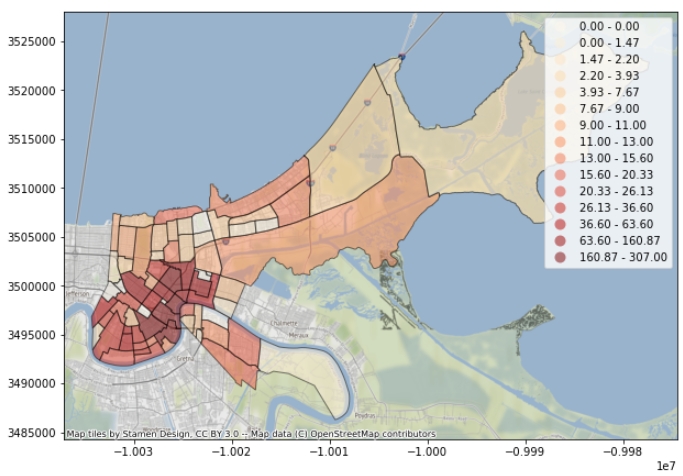 3525000
3520000
3515000
3510000
3505000
3500000
3495000
3490000
3485000
0.00 - 0.00
0.00 - 1.47
1.47 - 2.20
2.20 - 3.93
3.93 - 7.67
7.67 - 9.00
9.00 - 11.00
11.00 - 13.00
13.00 - 15.60
15.60 - 20.33
20.33 - 26.13
26.13 - 36.60
36.60 - 63.60
63.60 - 160.87
160.87 - 307.00
Jefferson
Chalmette
Meraux
Gretna
Poydras
Map tiles by Stamen Design, CC BY 3.0 -- Map data (C) OpenStreetMap contributors
−1.003
−1.002
−1.001
−1.000
−0.999
−0.998
1e7